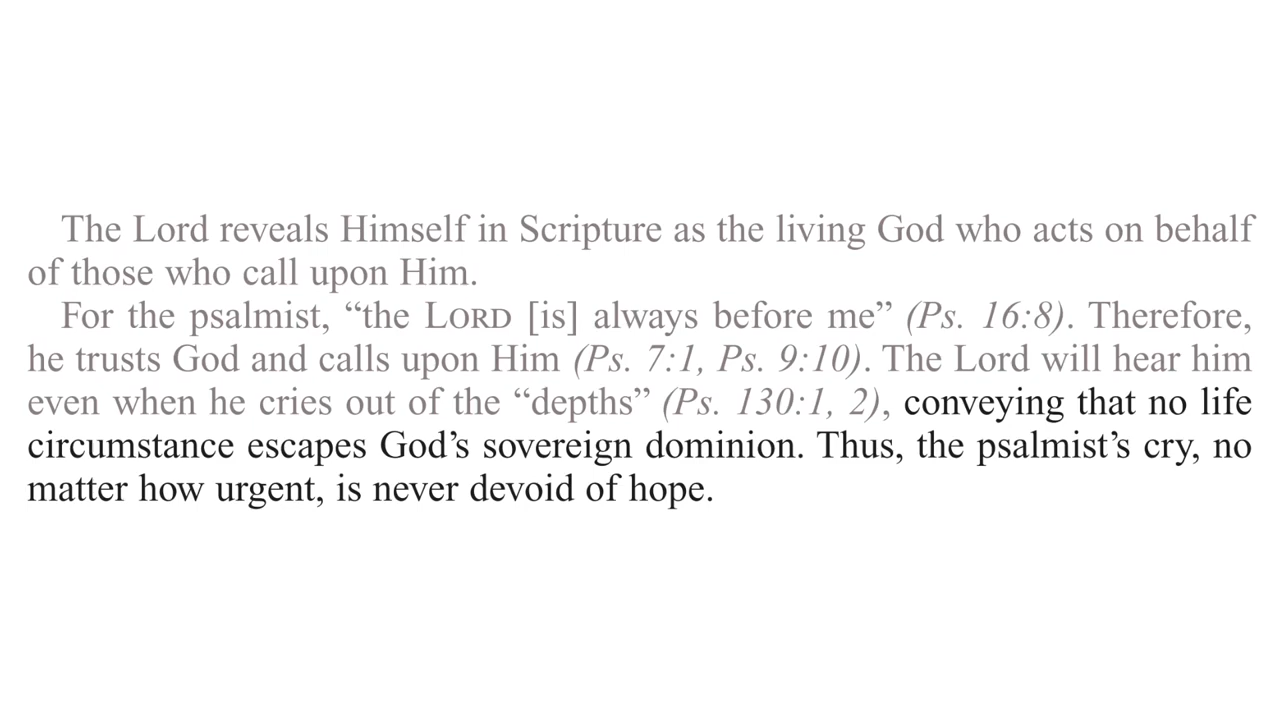 The Lord reveals Himself in Scripture as the living God who acts on behalf
of those who call upon Him.
For the psalmist, “the LORD [is] always before me” (Ps. 16:8). Therefore,
he trusts God and calls upon Him (Ps. 7:1, Ps. 9:10). The Lord will hear him
even when he cries out of the “depths” (Ps. 130:1, 2), conveying that no life
circumstance escapes God’s sovereign dominion. Thus, the psalmist’s cry, no
matter how urgent, is never devoid of hope.